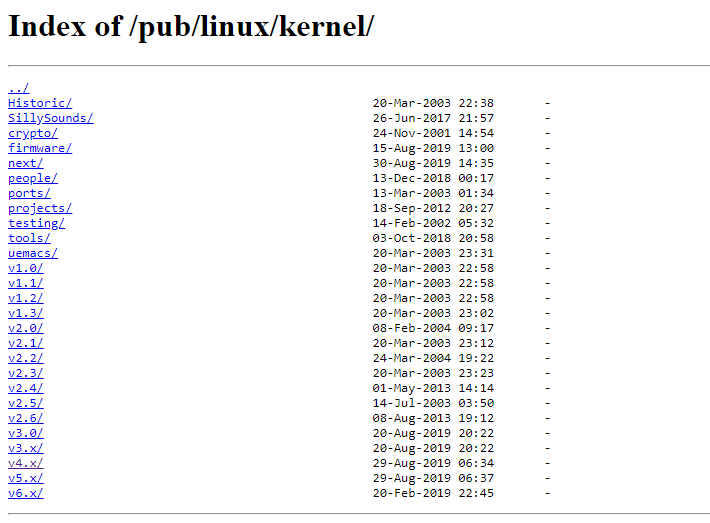 Index of /pub/linux/kernel/
../
Historic/ 20-Mar-2003 22:38 -
SillySounds/ 26-Jun-2017 21:57 -
crypto/ 24-Nov-2001 14:54 -
firmware/ 15-Aug-2019 13:00 -
next/ 30-Aug-2019 14:35 -
people/ 13-Dec-2018 00:17 -
ports/ 13-Mar-2003 01:34 -
projects/ 18-Sep-2012 20:27 -
testing/ 14-Feb-2002 05:32 -
tools/ 03-Oct-2018 20:58 -
uemacs/ 20-Mar-2003 23:31 -
v1.0/ 20-Mar-2003 22:58 -
v1.1/ 20-Mar-2003 22:58 -
v1.2/ 20-Mar-2003 22:58 -
v1.3/ 20-Mar-2003 23:02 -
v2.0/ 08-Feb-2004 09:17 -
v2.1/ 20-Mar-2003 23:12 -
v2.2/ 24-Mar-2004 19:22 -
v2.3/ 20-Mar-2003 23:23 -
v2.4/ 01-May-2013 14:14 -
v2.5/ 14-Jul-2003 03:50 -
v2.6/ 08-Aug-2013 19:12 -
v3.0/ 20-Aug-2019 20:22 -
v3.x/ 20-Aug-2019 20:22 -
v4.x/ 29-Aug-2019 06:34 -
v5.x/ 29-Aug-2019 06:37 -
v6.x/ 20-Feb-2019 22:45 -